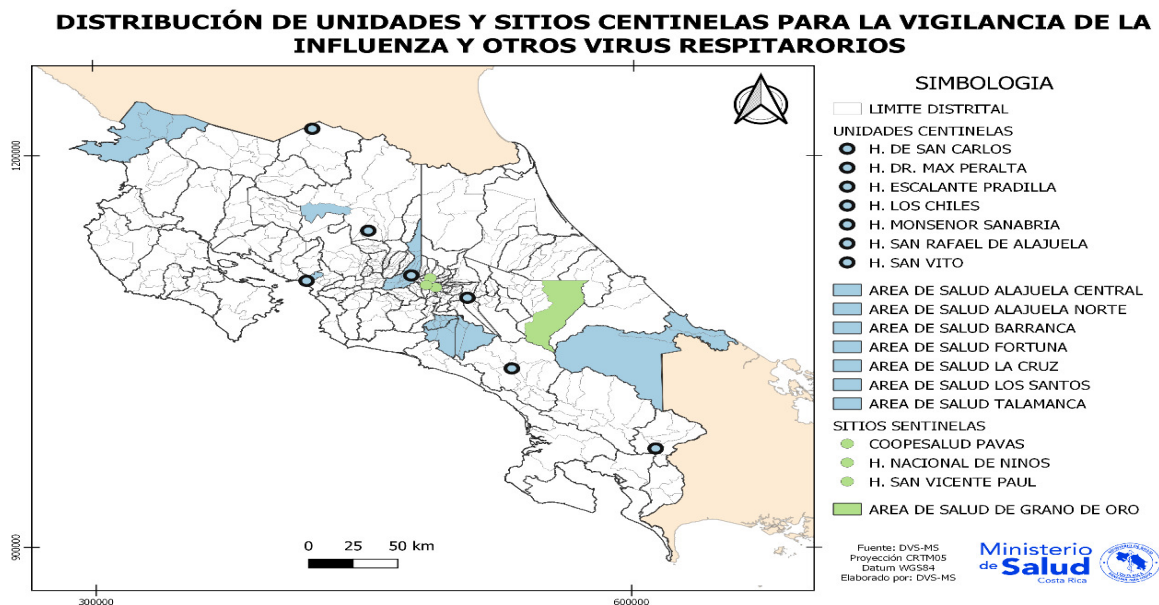 DISTRIBUCIÓN DE UNIDADES Y SITIOS CENTINELAS PARA LA VIGILANCIA DE LA
INFLUENZA Y OTROS VIRUS RESPITARORIOS
SIMBOLOGIA
LIMITE DISTRITAL
UNIDADES CENTINELAS
H. DE SAN CARLOS
H. DR. MAX PERALTA
H. ESCALANTE PRADILLA
H. LOS CHILES
H. MONSENOR SANABRIA
H. SAN RAFAEL DE ALAJUELA
H. SAN VITO
AREA DE SALUD ALAJUELA CENTRAL
AREA DE SALUD ALAJUELA NORTE
AREA DE SALUD BARRANCA
AREA DE SALUD FORTUNA
AREA DE SALUD LA CRUZ
AREA DE SALUD LOS SANTOS
AREA DE SALUD TALAMANCA
SITIOS SENTINELAS
COOPESALUD PAVAS
H. NACIONAL DE NINOS
H. SAN VICENTE PAUL
AREA DE SALUD DE GRANO DE ORO
1200000
900000
300000
600000
0 25 50 km
Fuente: DVS-MS
Proyección CRTM05
Datum WGS84
Elaborado por: DVS-MS
Ministerio
de Salud
Costa Rica